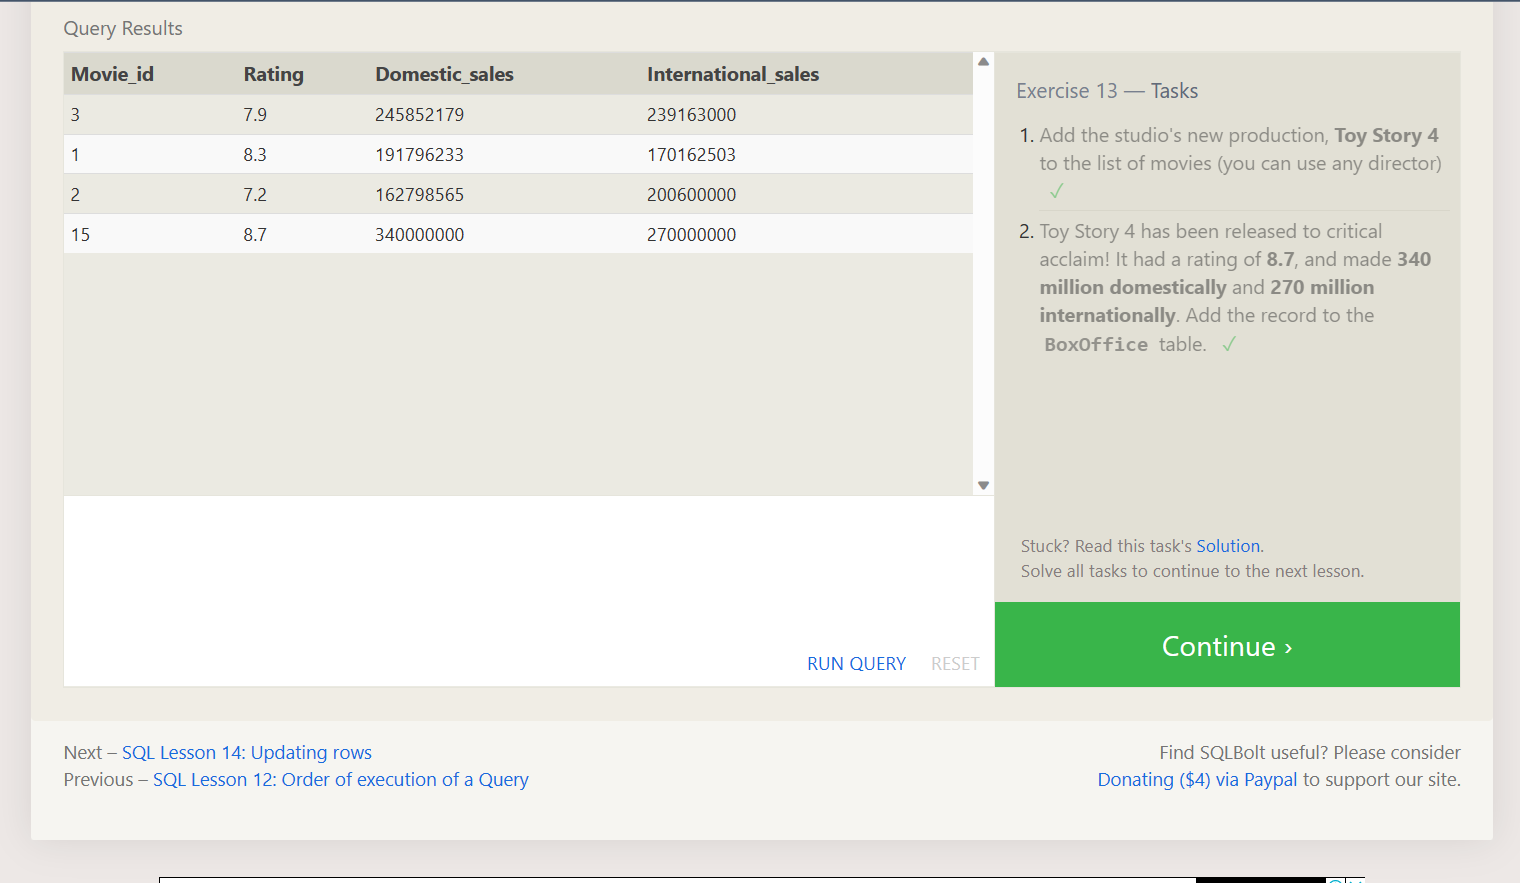 Query Results
Movie_id Rating Domestic_sales International_sales
3 7.9 245852179 239163000
1 8.3 191796233 170162503
2 7.2 162798565 200600000
15 8.7 340000000 270000000
RUN QUERY RESET
Exercise 13 — Tasks
1. Add the studio's new production, Toy Story 4
to the list of movies (you can use any director)
✓
2. Toy Story 4 has been released to critical
acclaim! It had a rating of 8.7, and made 340
million domestically and 270 million
internationally. Add the record to the
BoxOffice table. ✓
Stuck? Read this task's Solution.
Solve all tasks to continue to the next lesson.
Continue ›
Next – SQL Lesson 14: Updating rows
Previous – SQL Lesson 12: Order of execution of a Query
Find SQLBolt useful? Please consider
Donating ($4) via Paypal to support our site.